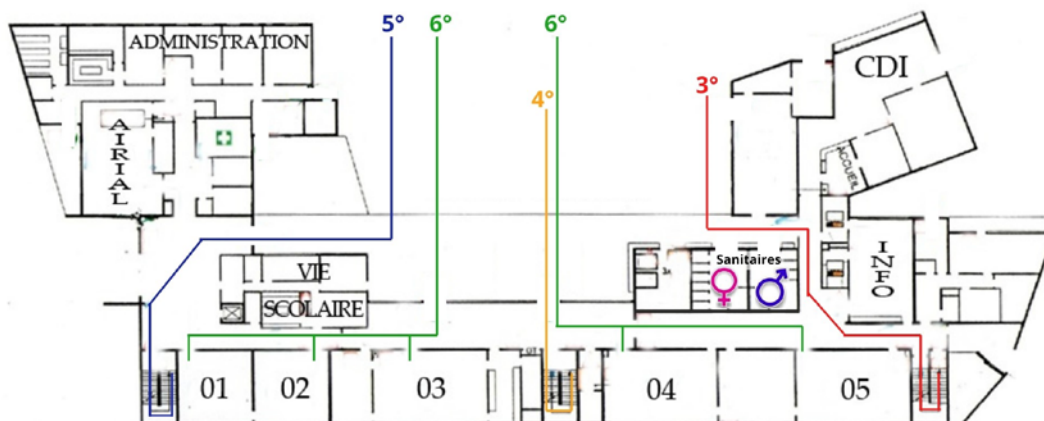 5° 6° 6° 3°
4°
ADMINISTRATION
CDI
AIRIAL
ACCUEIL
INFO
VIE
SCOLAIRE
Sanitaires
01 02 03 04 05